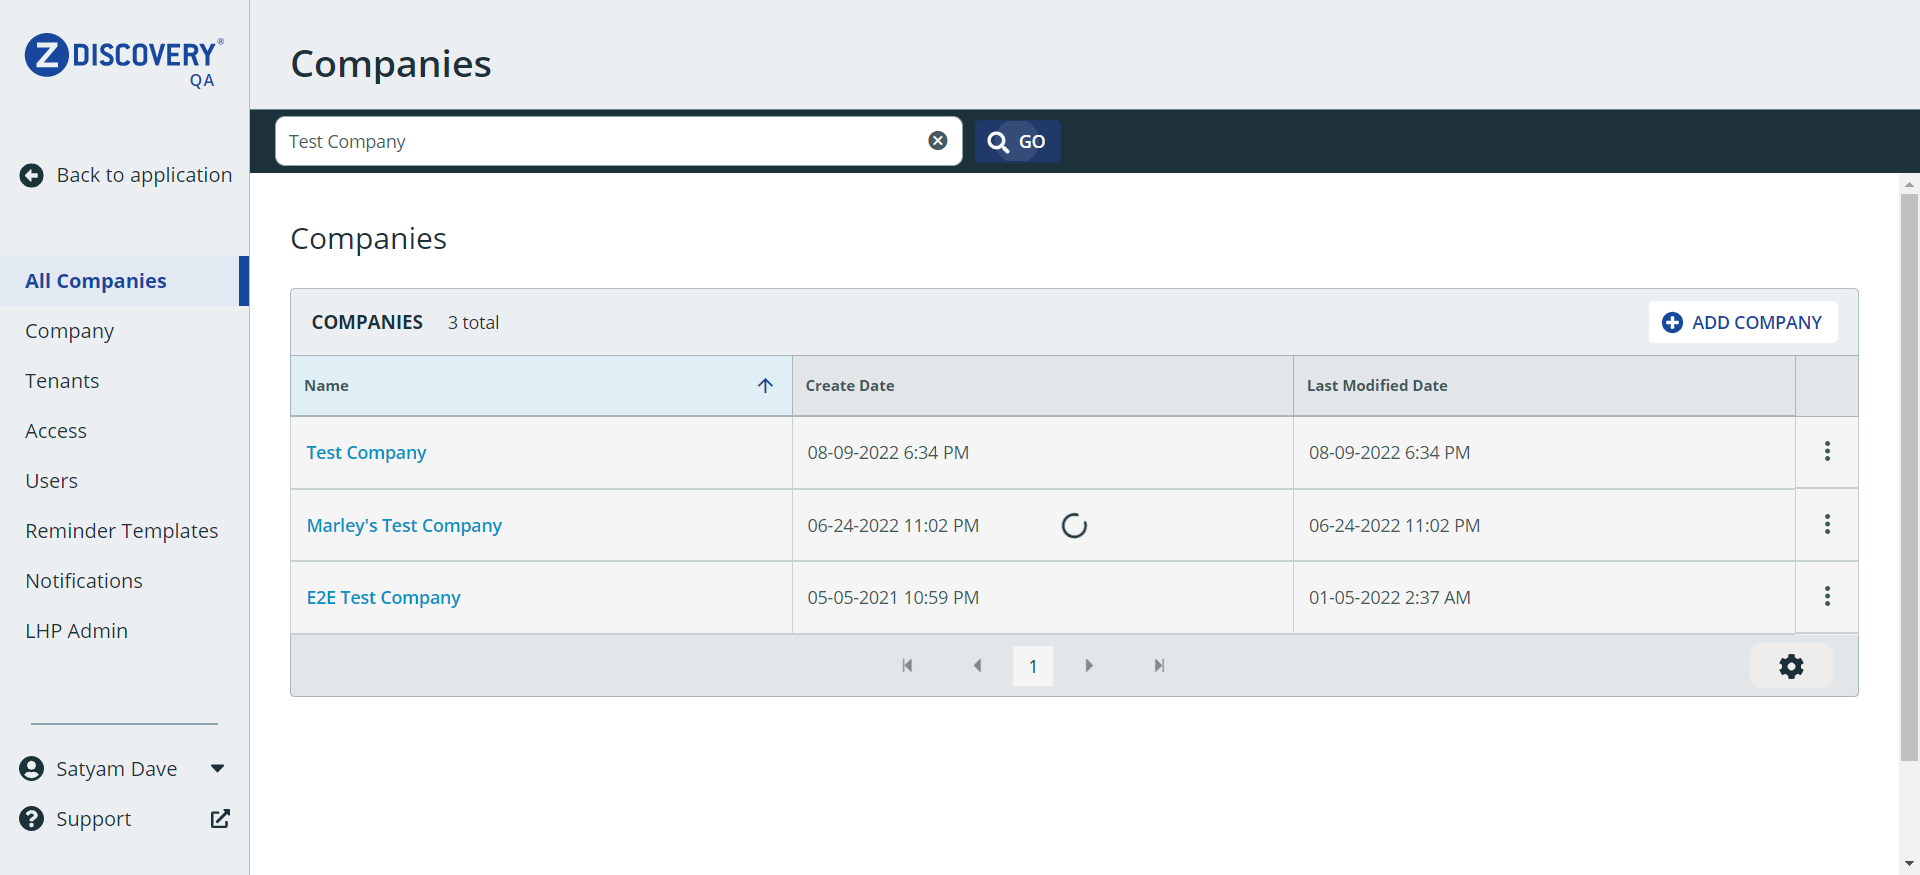 Z DISCOVERY®
QA
Back to application
All Companies
Company
Tenants
Access
Users
Reminder Templates
Notifications
LHP Admin
Satyam Dave
Support
Companies
Test Company
GO
Companies
COMPANIES 3 total
ADD COMPANY
Name Create Date Last Modified Date
Test Company 08-09-2022 6:34 PM 08-09-2022 6:34 PM
Marley's Test Company 06-24-2022 11:02 PM 06-24-2022 11:02 PM
E2E Test Company 05-05-2021 10:59 PM 01-05-2022 2:37 AM
1